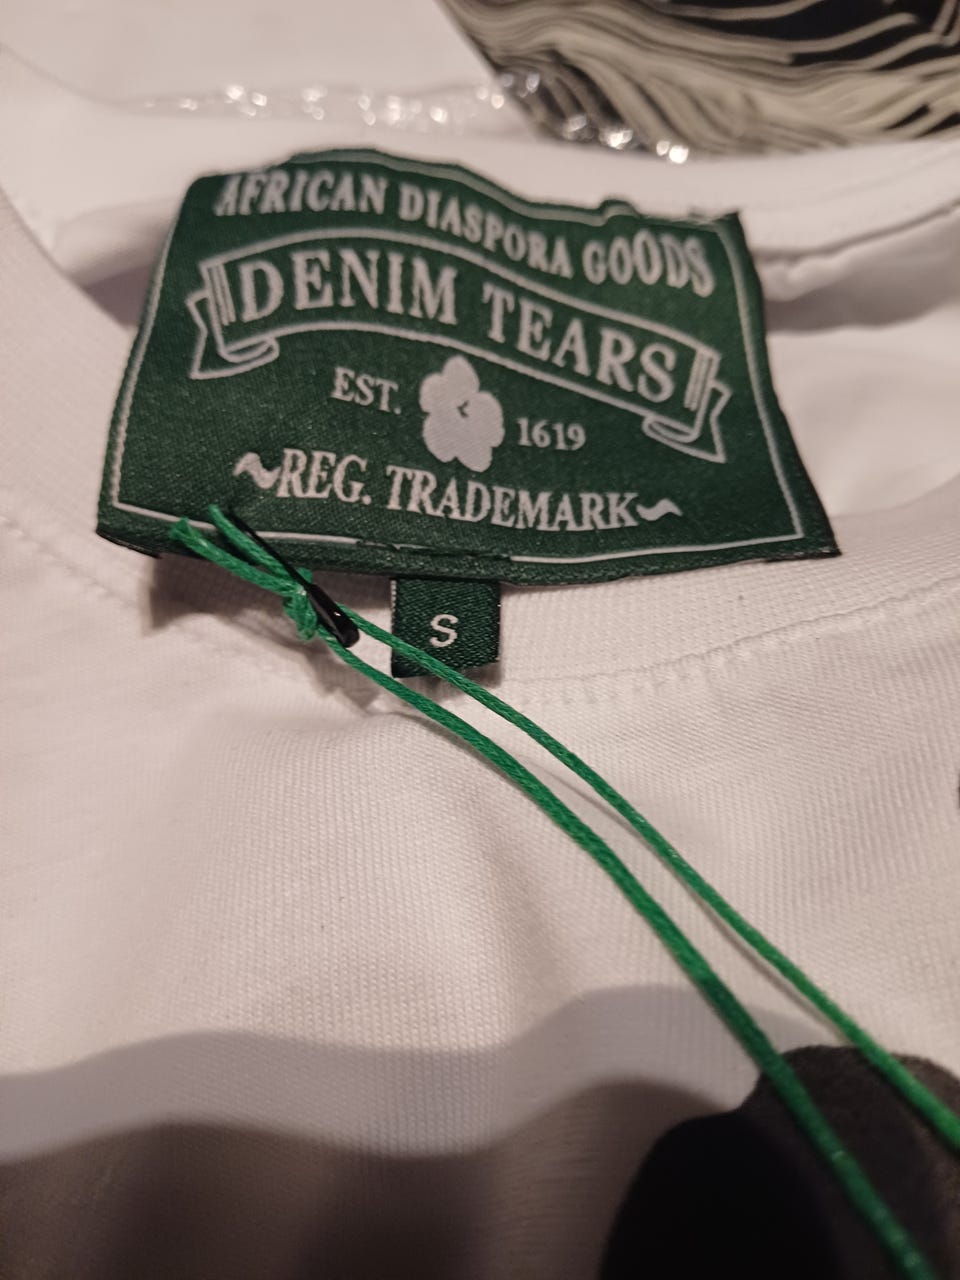 AFRICAN DIASPORA GOODS
DENIM TEARS
EST. 1619
~REG. TRADEMARK~
S